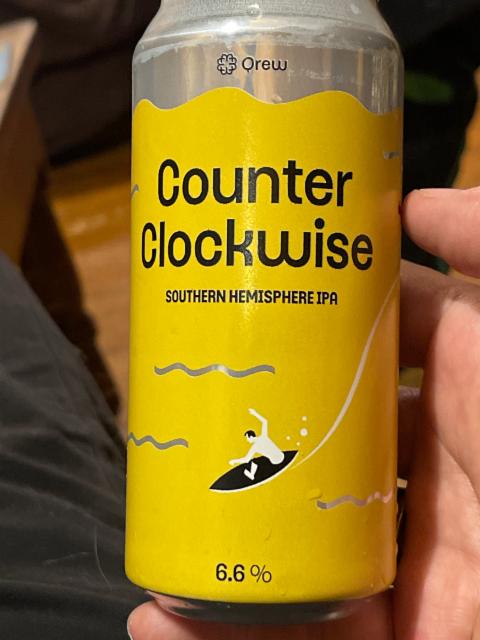 Qrew
Counter
Clockwise
SOUTHERN HEMISPHERE IPA
6.6 %